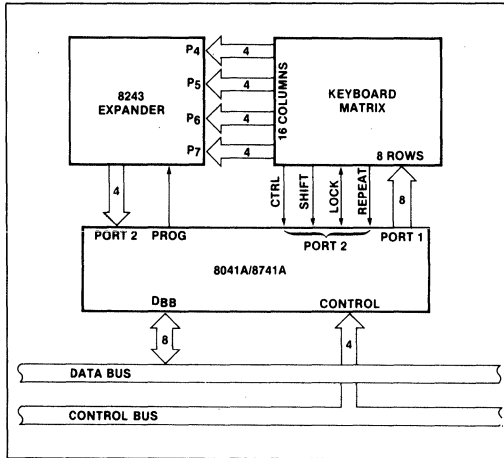 8243
EXPANDER
P4
P5
P6
P7
4
4
4
4
16 COLUMNS
KEYBOARD
MATRIX
8 ROWS
4
CTRL
SHIFT
LOCK
REPEAT
8
PORT 2
PROG
PORT 2
PORT 1
8041A/8741A
DBB
CONTROL
8
4
DATA BUS
CONTROL BUS